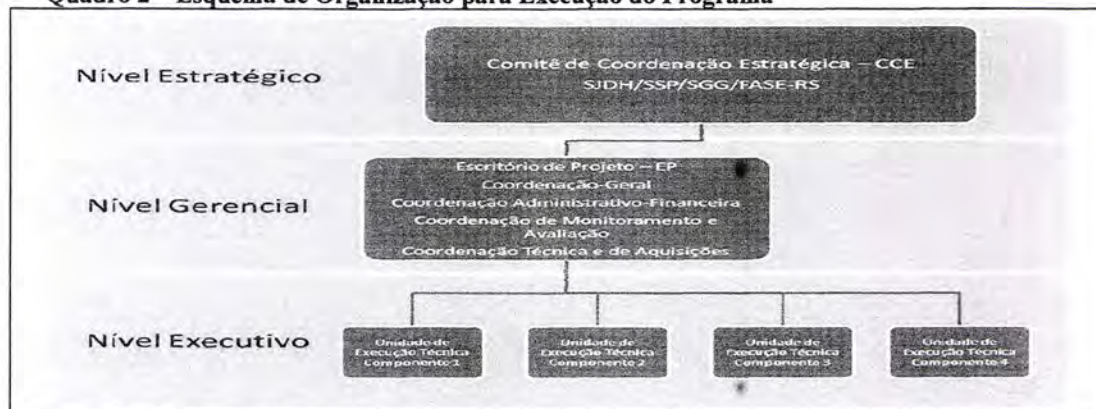 Quadro 2 – Esquema de Organização para Execução do Programa
Nível Estratégico
Comitê de Coordenação Estratégica – CCE
SJDH/SSP/SGG/FASE-RS
Nível Gerencial
Escritório de Projeto – EP
Coordenação-Geral
Coordenação Administrativo-Financeira
Coordenação de Monitoramento e
Avaliação
Coordenação Técnica e de Aquisições
Nível Executivo
Unidade de
Execução Técnica
Componente 1
Unidade de
Execução Técnica
Componente 2
Unidade de
Execução Técnica
Componente 3
Unidade de
Execução Técnica
Componente 4